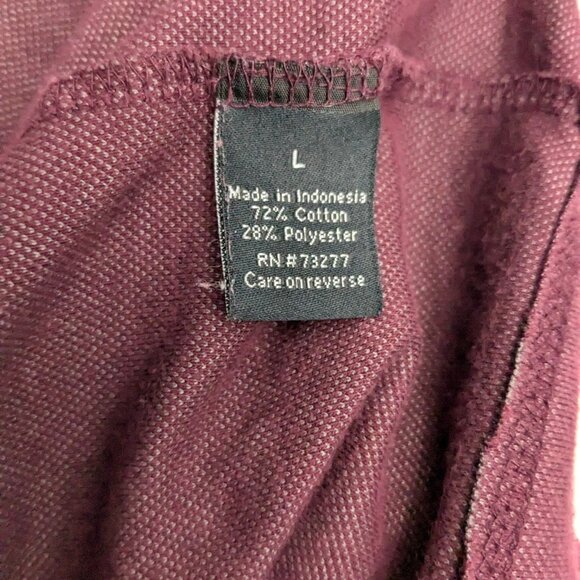 L
Made in Indonesia
72% Cotton
28% Polyester
RN #73277
Care on reverse